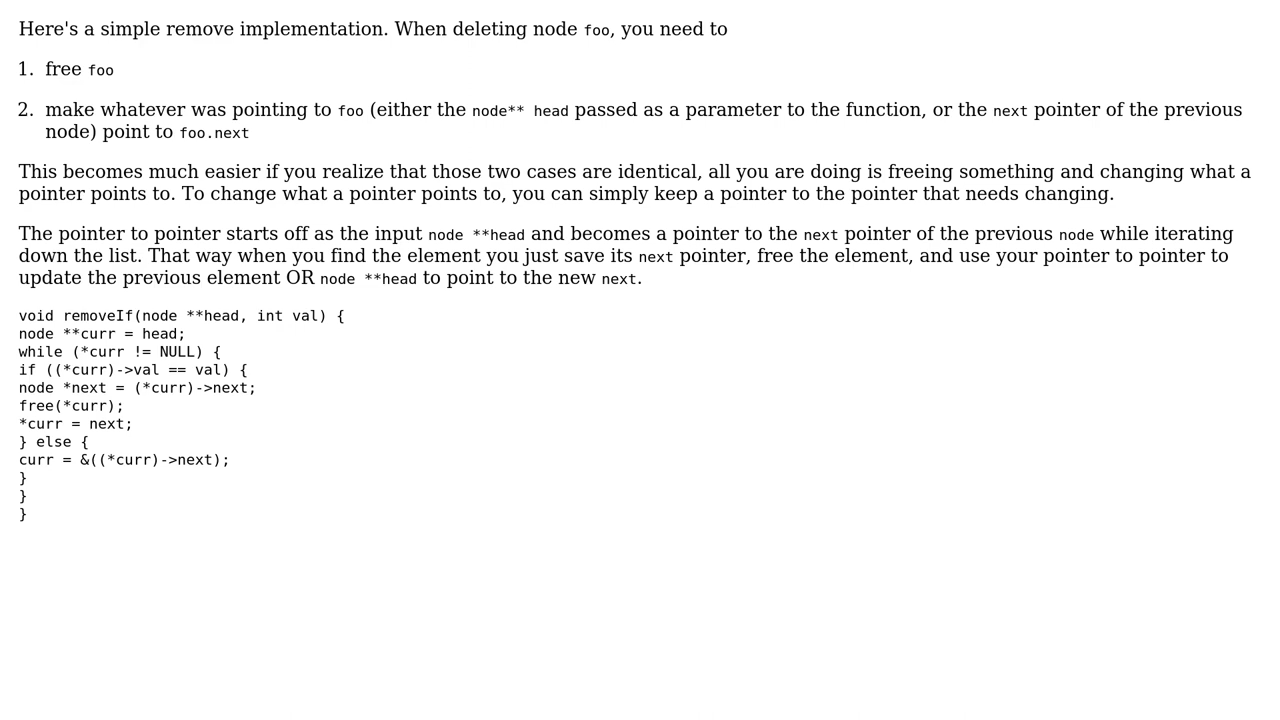 Here's a simple remove implementation. When deleting node foo, you need to
1. free foo
2. make whatever was pointing to foo (either the node** head passed as a parameter to the function, or the next pointer of the previous
node) point to foo.next
This becomes much easier if you realize that those two cases are identical, all you are doing is freeing something and changing what a
pointer points to. To change what a pointer points to, you can simply keep a pointer to the pointer that needs changing.
The pointer to pointer starts off as the input node **head and becomes a pointer to the next pointer of the previous node while iterating
down the list. That way when you find the element you just save its next pointer, free the element, and use your pointer to pointer to
update the previous element OR node **head to point to the new next.
void removeIf(node **head, int val) {
node **curr = head;
while (*curr != NULL) {
if ((*curr)->val == val) {
node *next = (*curr)->next;
free(*curr);
*curr = next;
} else {
curr = &((*curr)->next);
}
}
}